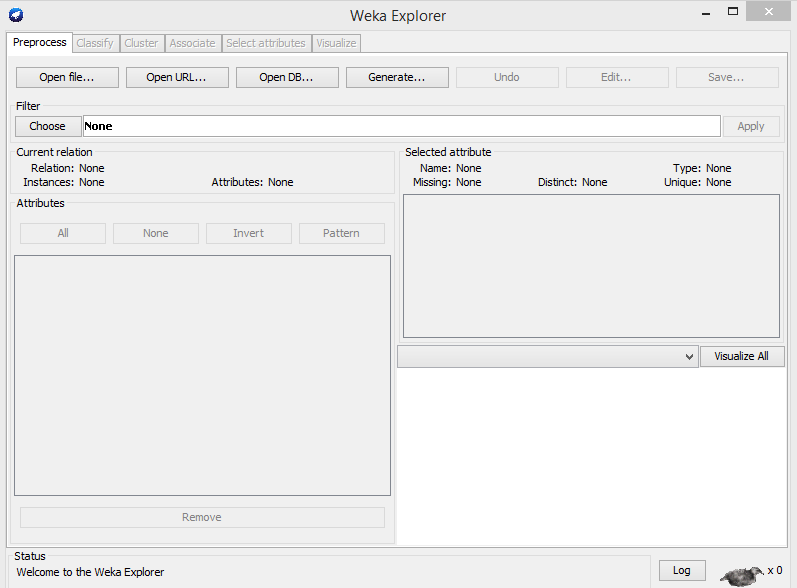 Weka Explorer
Preprocess Classify Cluster Associate Select attributes Visualize
Open file... Open URL... Open DB... Generate... Undo Edit... Save...
Filter
Choose None Apply
Current relation
Relation: None
Instances: None Attributes: None
Selected attribute
Name: None Type: None
Missing: None Distinct: None Unique: None
Attributes
All None Invert Pattern
Visualize All
Remove
Status
Welcome to the Weka Explorer
Log x 0